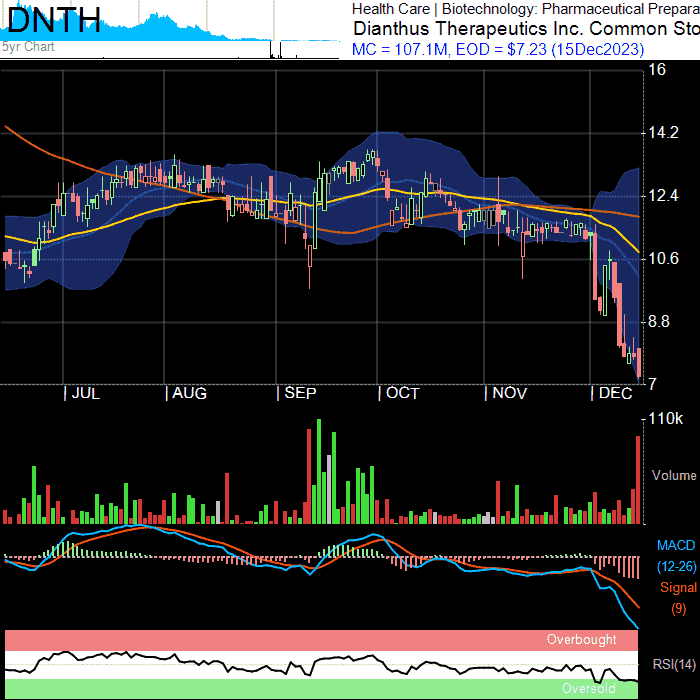 DNTH
Health Care | Biotechnology: Pharmaceutical Prepara
Dianthus Therapeutics Inc. Common Sto
5yr Chart
MC = 107.1M, EOD = $7.23 (15Dec2023)
16
14.2
12.4
10.6
8.8
7
| JUL | AUG | SEP | OCT | NOV | DEC
110k
Volume
MACD
(12-26)
Signal
(9)
Overbought
RSI(14)
Oversold